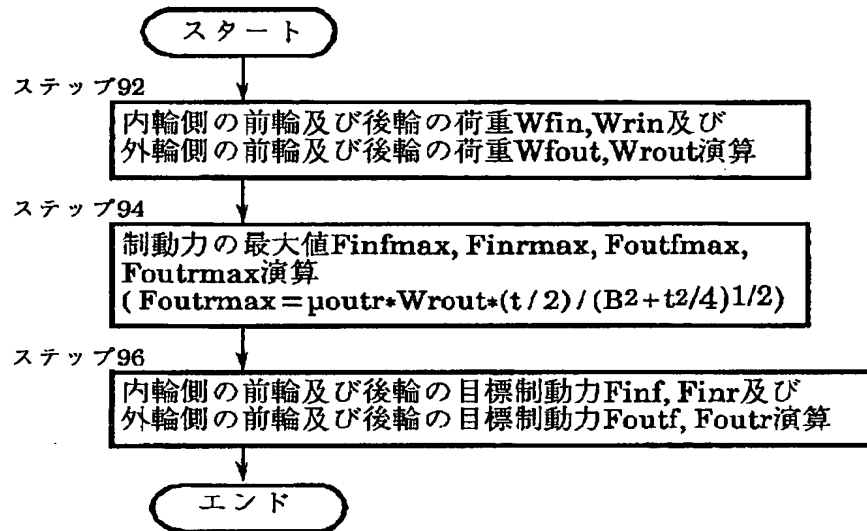 スタート
ステップ92
内輪側の前輪及び後輪の荷重Wfin,Wrin及び
外輪側の前輪及び後輪の荷重Wfout,Wrout演算
ステップ94
制動力の最大値Finfmax, Finrmax, Foutfmax,
Foutrmax演算
( Foutrmax=μoutr*Wrout*(t/2)/(B2+t2/4)1/2)
ステップ96
内輪側の前輪及び後輪の目標制動力Finf, Finr及び
外輪側の前輪及び後輪の目標制動力Foutf, Foutr演算
エンド